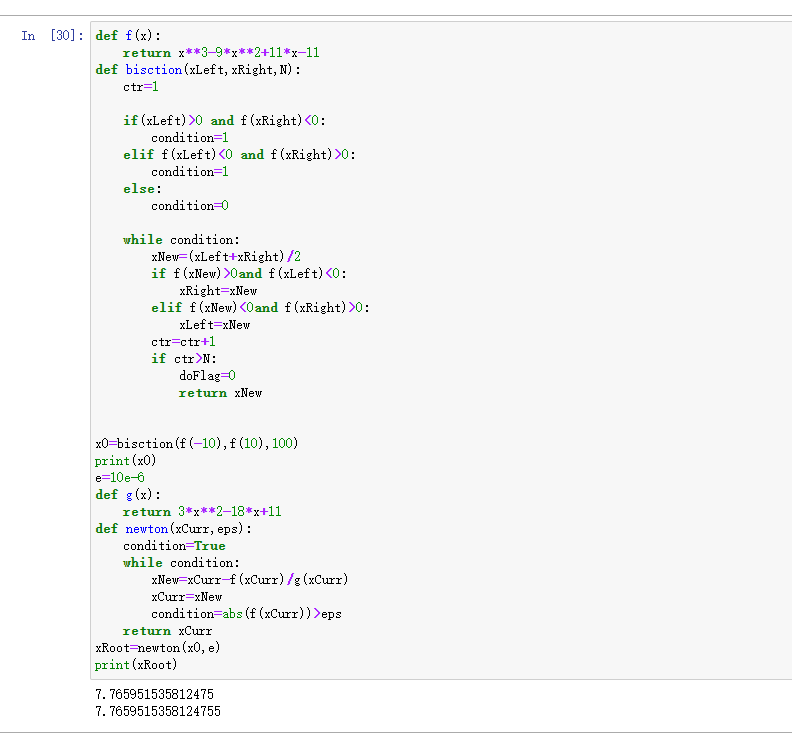 In [30]:
def f(x):
    return x**3-9*x**2+11*x-11
def bisction(xLeft,xRight,N):
    ctr=1

    if(xLeft)>0 and f(xRight)<0:
        condition=1
    elif f(xLeft)<0 and f(xRight)>0:
        condition=1
    else:
        condition=0

    while condition:
        xNew=(xLeft+xRight)/2
        if f(xNew)>0and f(xLeft)<0:
            xRight=xNew
        elif f(xNew)<0and f(xRight)>0:
            xLeft=xNew
        ctr=ctr+1
        if ctr>N:
            doFlag=0
            return xNew


x0=bisction(f(-10),f(10),100)
print(x0)
e=10e-6
def g(x):
    return 3*x**2-18*x+11
def newton(xCurr,eps):
    condition=True
    while condition:
        xNew=xCurr-f(xCurr)/g(xCurr)
        xCurr=xNew
        condition=abs(f(xCurr))>eps
    return xCurr
xRoot=newton(x0,e)
print(xRoot)
7.765951535812475
7.7659515358124755